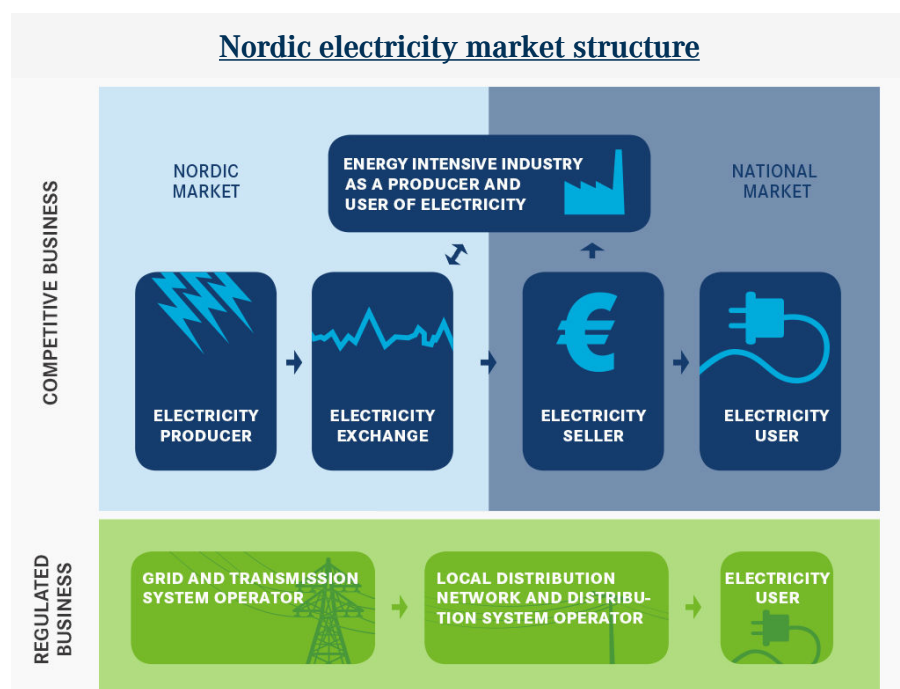 Nordic electricity market structure
COMPETITIVE BUSINESS
NORDIC
MARKET
ENERGY INTENSIVE INDUSTRY
AS A PRODUCER AND
USER OF ELECTRICITY
NATIONAL
MARKET
ELECTRICITY
PRODUCER
ELECTRICITY
EXCHANGE
€
ELECTRICITY
SELLER
ELECTRICITY
USER
REGULATED
BUSINESS
GRID AND TRANSMISSION
SYSTEM OPERATOR
LOCAL DISTRIBUTION
NETWORK AND DISTRIBU-
TION SYSTEM OPERATOR
ELECTRICITY
USER